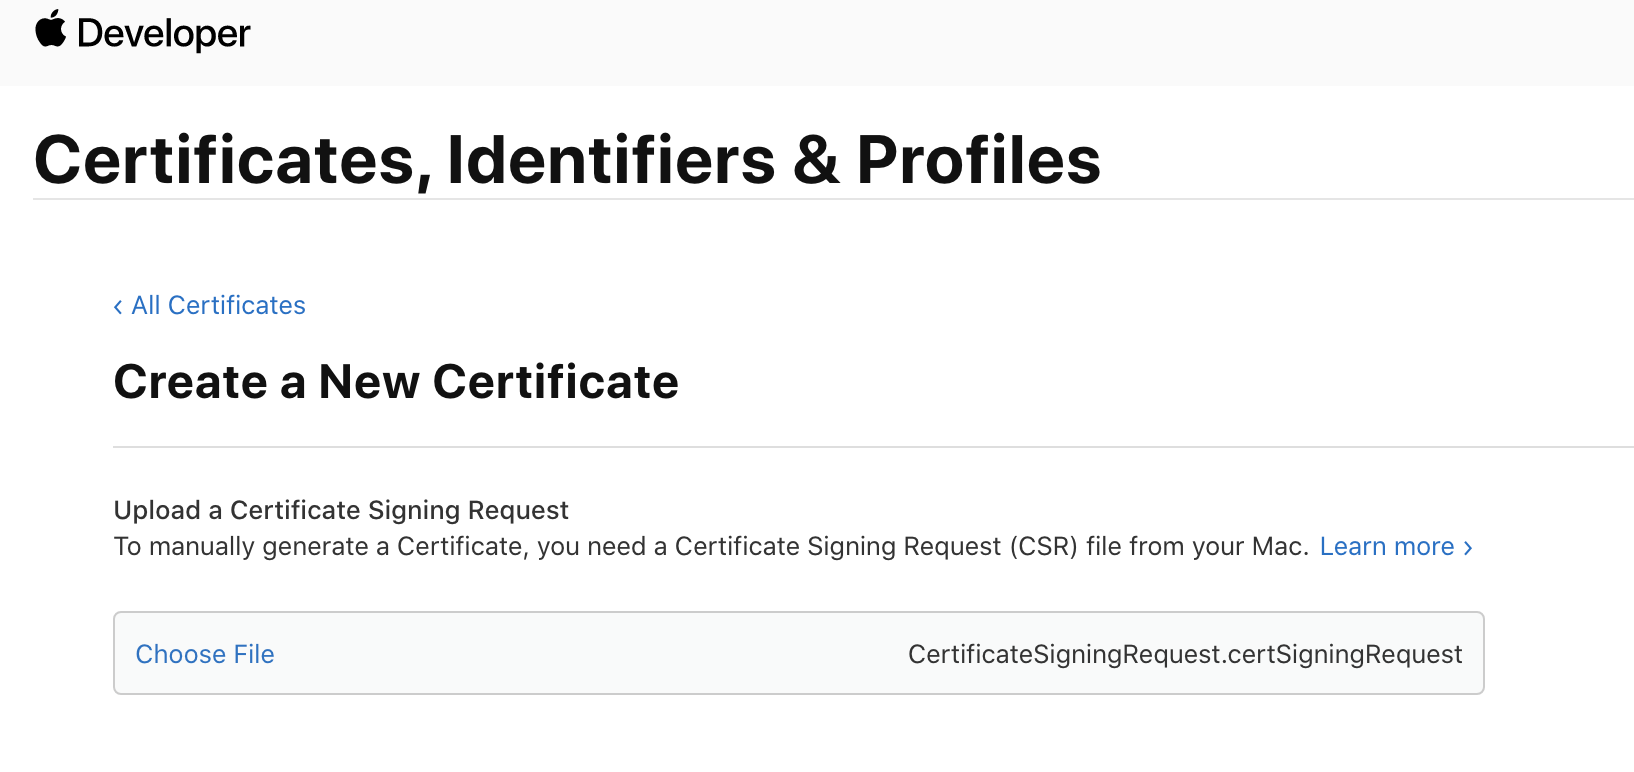 Developer
Certificates, Identifiers & Profiles
‹ All Certificates
Create a New Certificate
Upload a Certificate Signing Request
To manually generate a Certificate, you need a Certificate Signing Request (CSR) file from your Mac. Learn more ›
Choose File CertificateSigningRequest.certSigningRequest